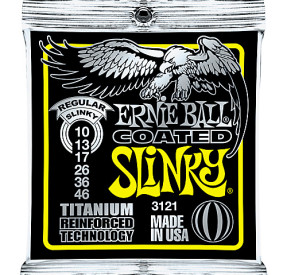 ERNIE BALL
COATED
SLINKY
REGULAR
SLINKY
10
13
17
26
36
46
TITANIUM
REINFORCED
TECHNOLOGY
3121
MADE
IN USA